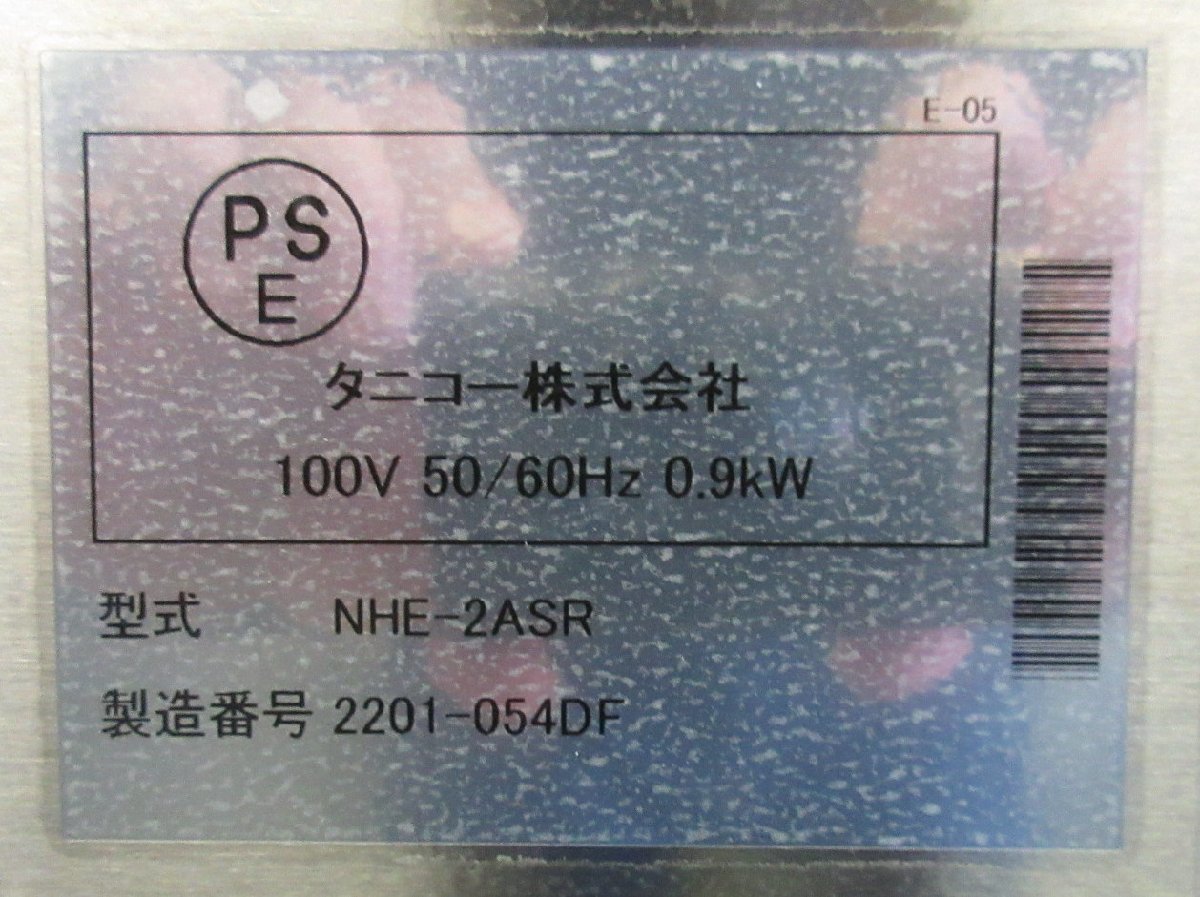 E-05
PS
E
タニコー株式会社
100V 50/60Hz 0.9kW
型式 NHE-2ASR
製造番号 2201-054DF